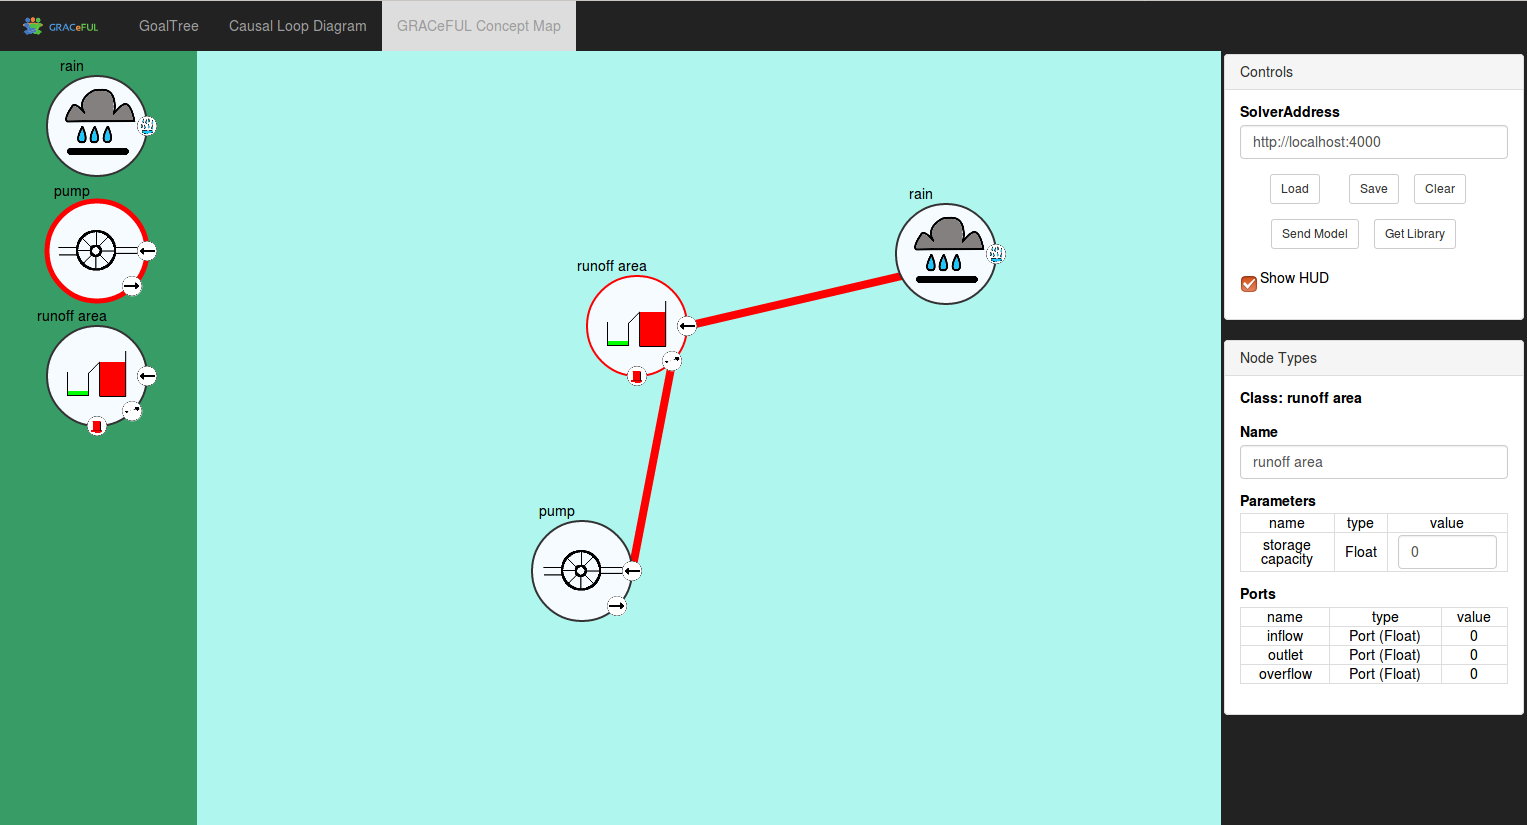 GRACeFUL GoalTree Causal Loop Diagram GRACeFUL Concept Map
rain
pump
runoff area
rain
runoff area
pump
Controls
SolverAddress
http://localhost:4000
Load Save Clear
Send Model Get Library
Show HUD
Node Types
Class: runoff area
Name
runoff area
Parameters
name type value
storage
capacity Float 0
Ports
name type value
inflow Port (Float) 0
outlet Port (Float) 0
overflow Port (Float) 0